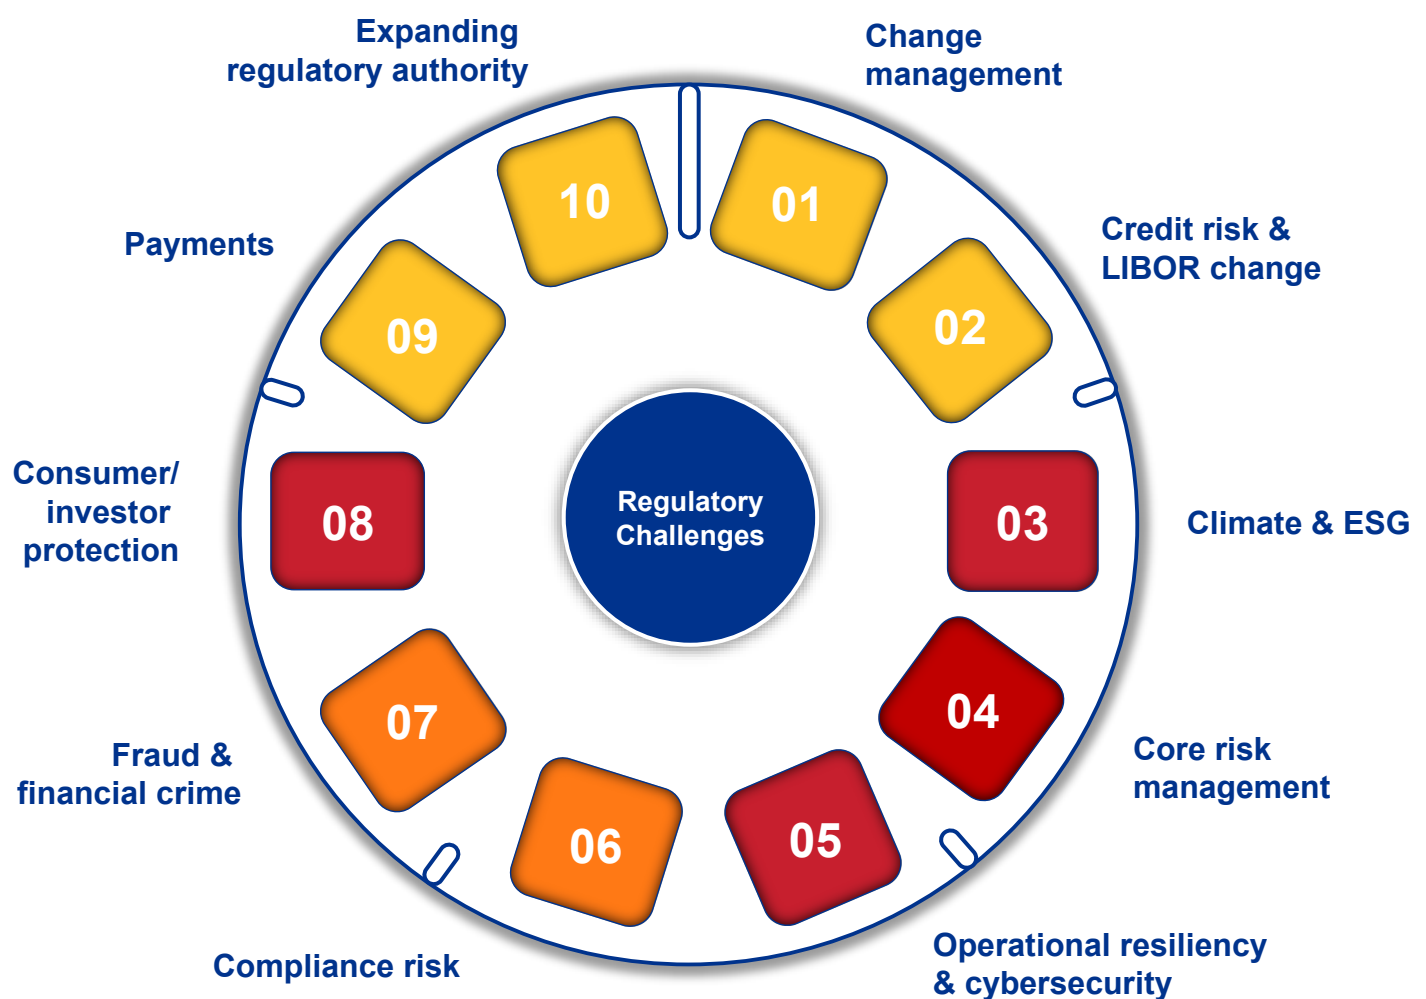 Expanding
regulatory authority
Change
management
10
01
Payments
Credit risk &
LIBOR change
09
02
Consumer/
investor
protection
08
Regulatory
Challenges
03
Climate & ESG
07
04
Fraud &
financial crime
Core risk
management
06
05
Compliance risk
Operational resiliency
& cybersecurity